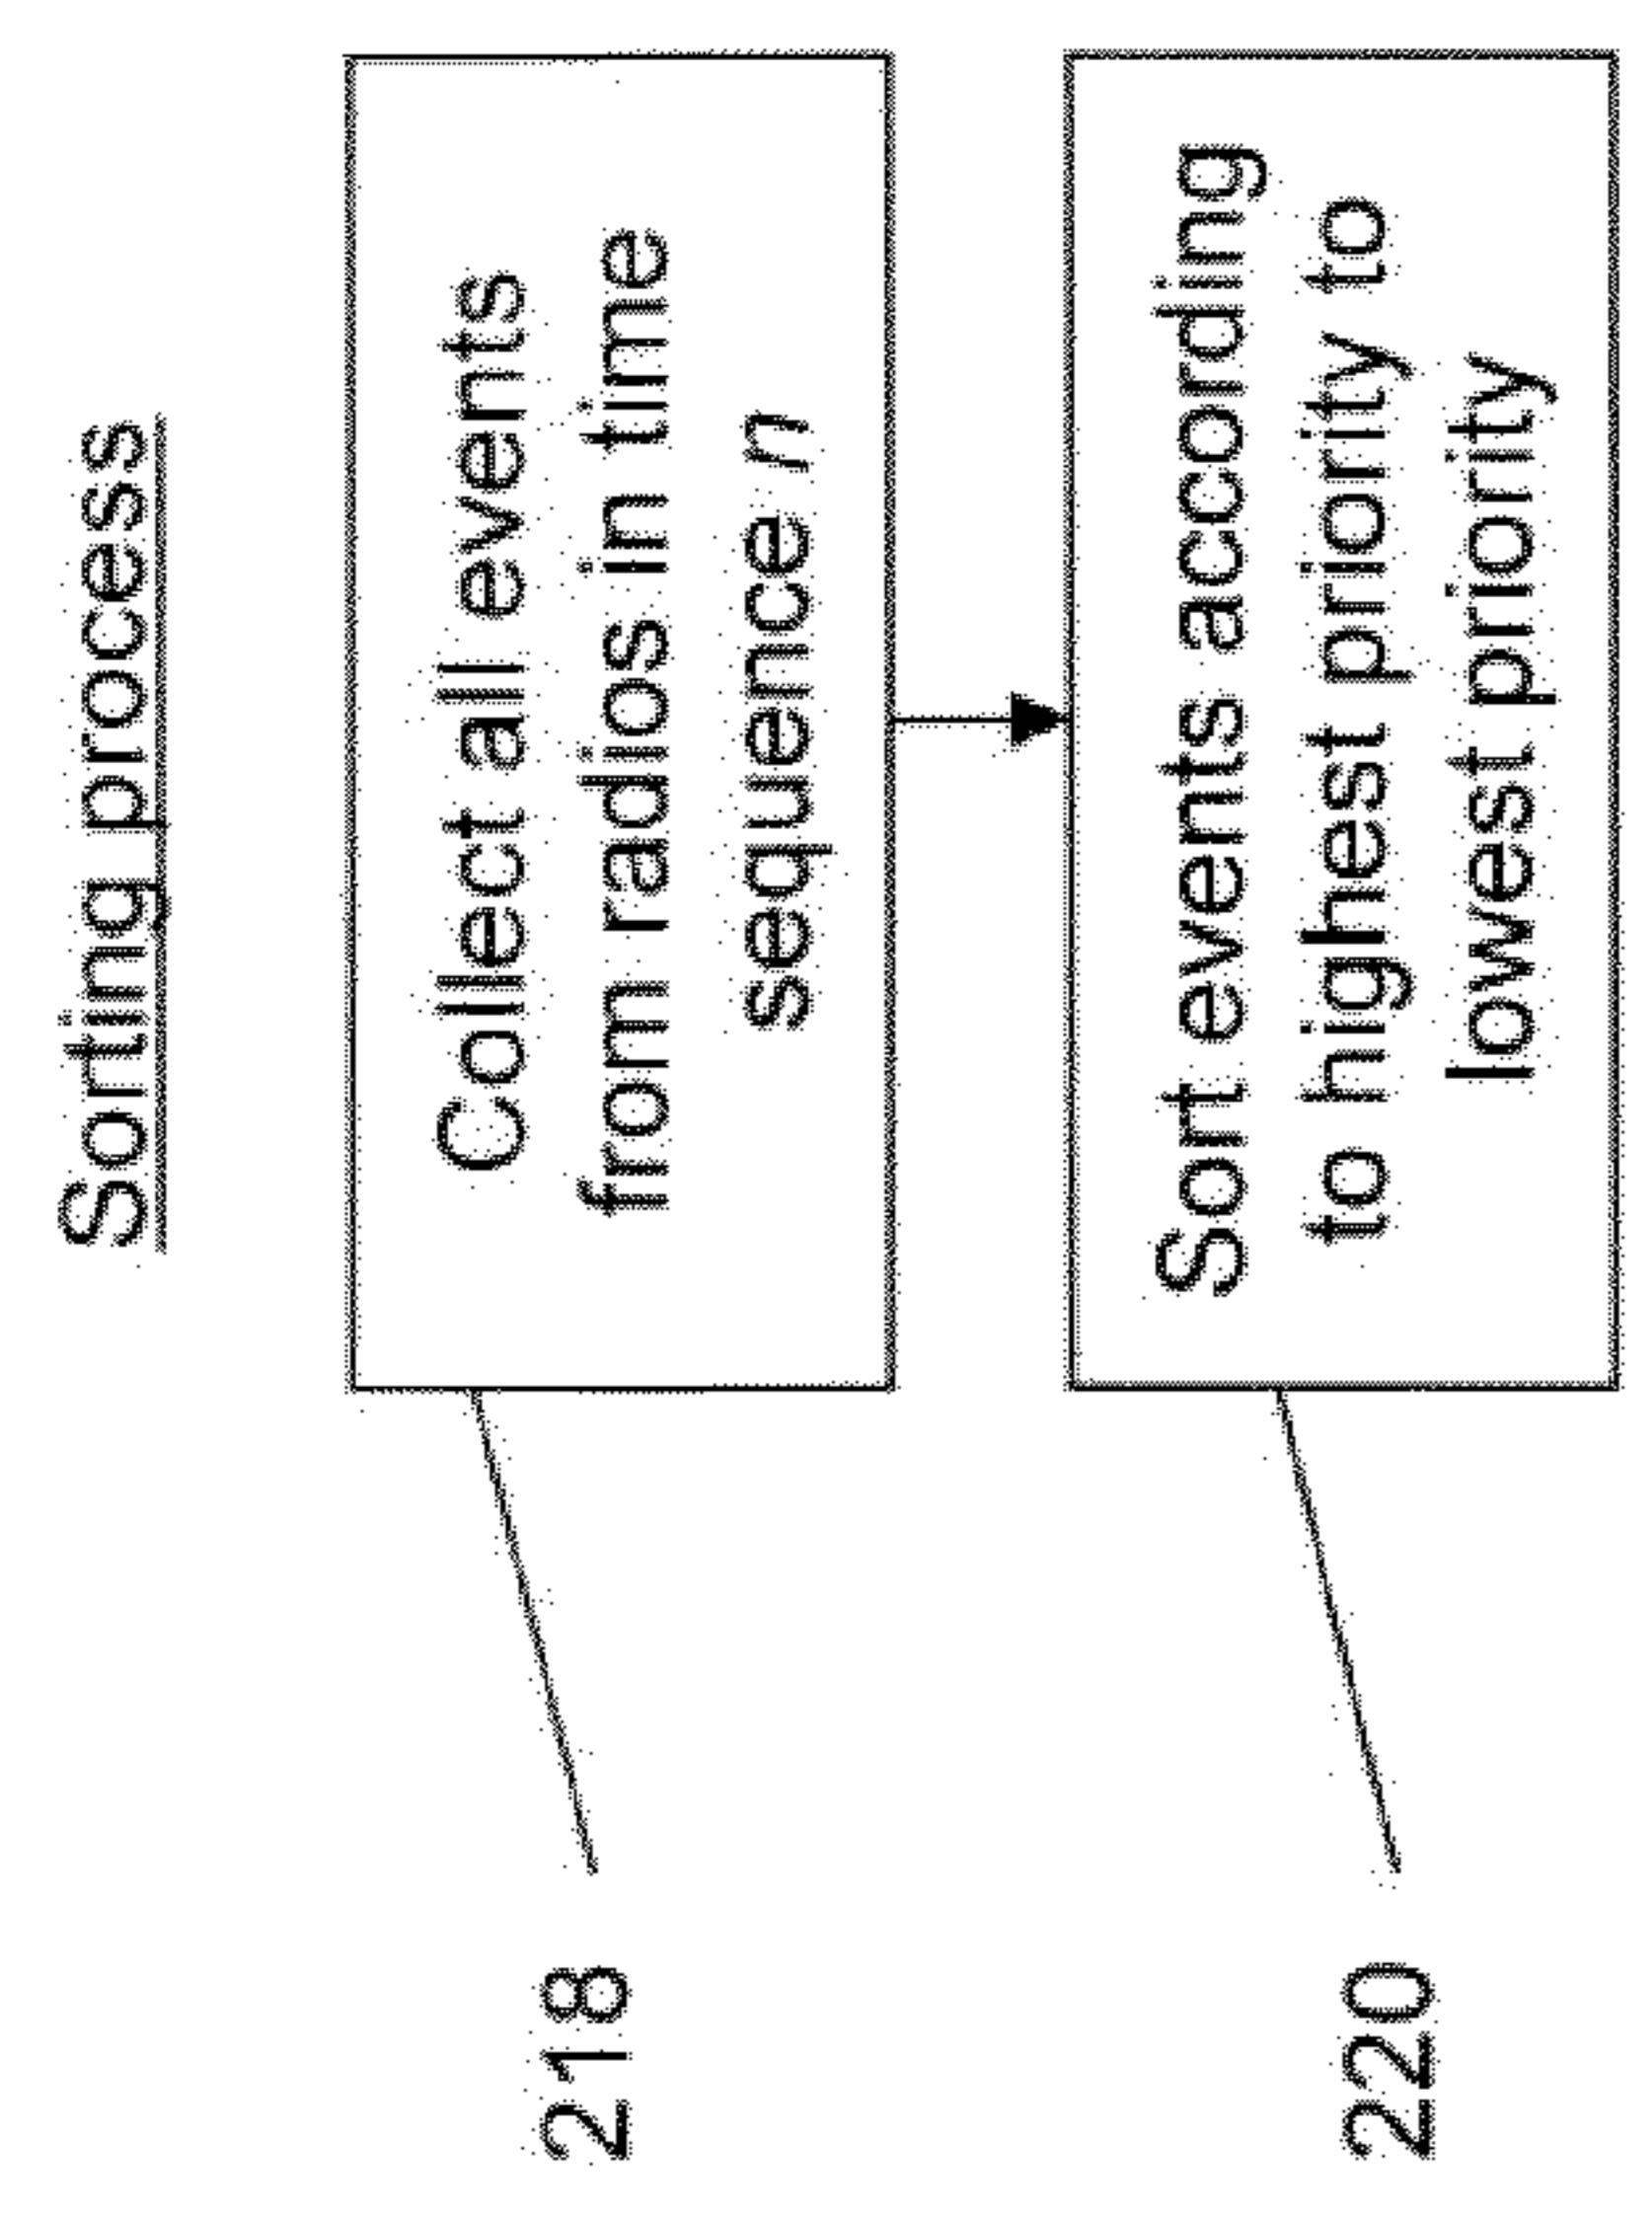 Sorting process
218
Collect all events
from radios in time
sequence n
220
Sort events according
to highest priority to
lowest priority